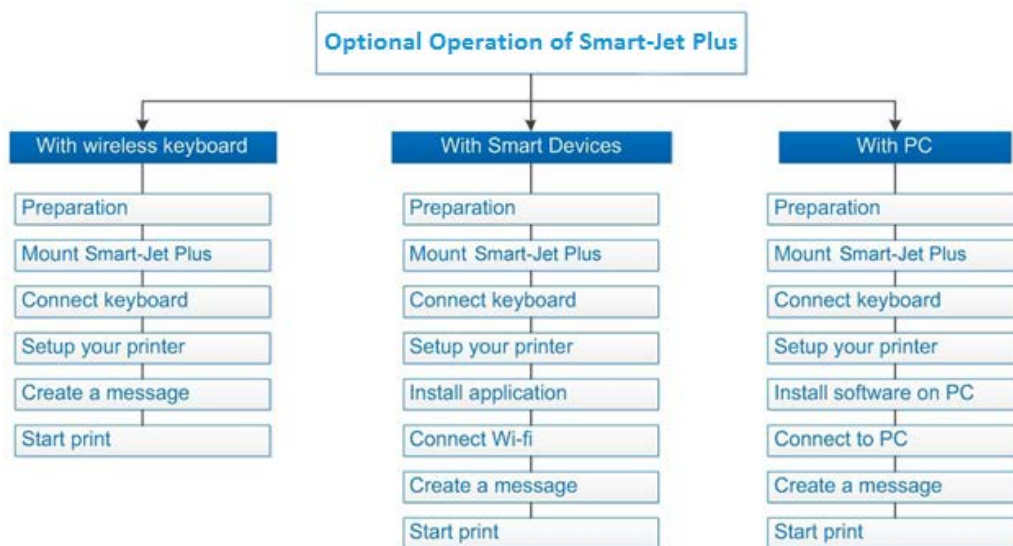 Optional Operation of Smart-Jet Plus
With wireless keyboard
Preparation
Mount Smart-Jet Plus
Connect keyboard
Setup your printer
Create a message
Start print
With Smart Devices
Preparation
Mount Smart-Jet Plus
Connect keyboard
Setup your printer
Install application
Connect Wi-fi
Create a message
Start print
With PC
Preparation
Mount Smart-Jet Plus
Connect keyboard
Setup your printer
Install software on PC
Connect to PC
Create a message
Start print